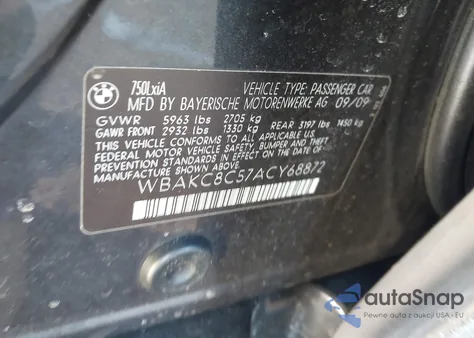 BMW
750LxiA
VEHICLE TYPE: PASSENGER CAR
MFD BY BAYERISCHE MOTORENWERKE AG 09/09
GVWR 5963 lbs 2705 kg
GAWR FRONT 2932 lbs 1330 kg REAR 3197 lbs 1450 kg
THIS VEHICLE CONFORMS TO ALL APPLICABLE
FEDERAL MOTOR VEHICLE SAFETY, BUMPER, AND THEFT
PREVENTION STANDARDS IN EFFECT ON THE DATE OF
MANUFACTURE SHOWN ABOVE.
WBAKC8C57ACY68872
autaSnap
Pewne auta z aukcji USA - EU